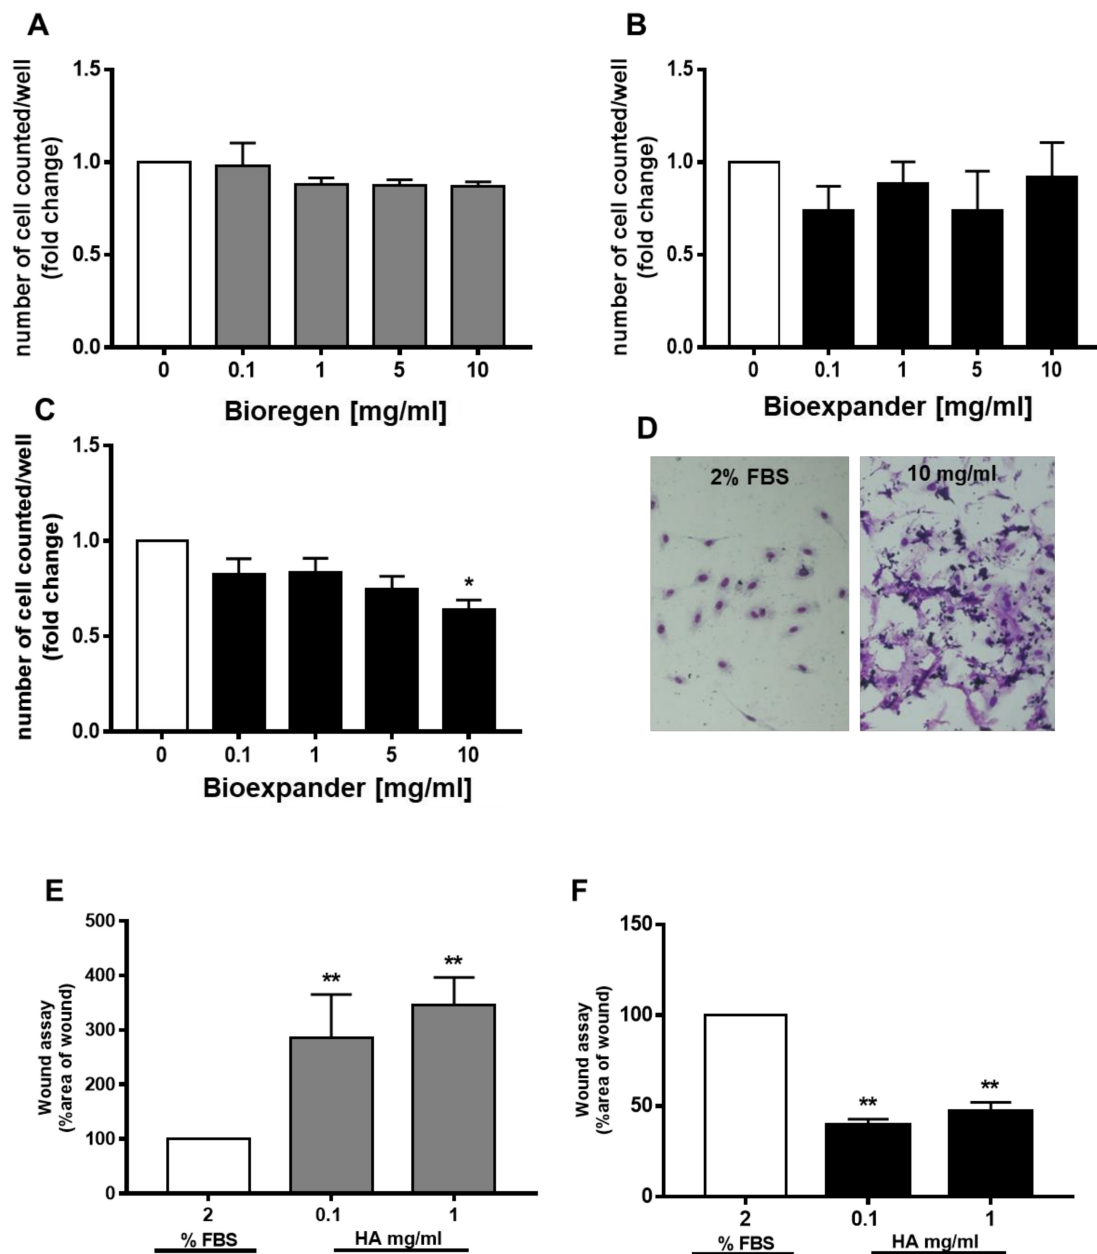 A
number of cell counted/well
(fold change)
1.5
1.0
0.5
0.0
0 0.1 1 5 10
Bioregen [mg/ml]
B
number of cell counted/well
(fold change)
1.5
1.0
0.5
0.0
0 0.1 1 5 10
Bioexpander [mg/ml]
C
number of cell counted/well
(fold change)
1.5
1.0
0.5
0.0
*
0 0.1 1 5 10
Bioexpander [mg/ml]
D
2% FBS
10 mg/ml
E
Wound assay
(%area of wound)
500
400
300
200
100
0
** **
2 0.1 1
% FBS HA mg/ml
F
Wound assay
(%area of wound)
150
100
50
0
** **
2 0.1 1
% FBS HA mg/ml